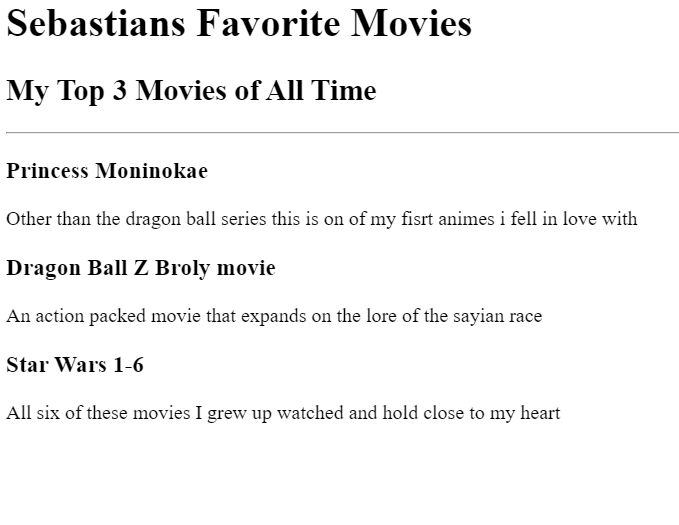 Sebastians Favorite Movies
My Top 3 Movies of All Time
Princess Moninokae
Other than the dragon ball series this is on of my fisrt animes i fell in love with
Dragon Ball Z Broly movie
An action packed movie that expands on the lore of the sayian race
Star Wars 1-6
All six of these movies I grew up watched and hold close to my heart